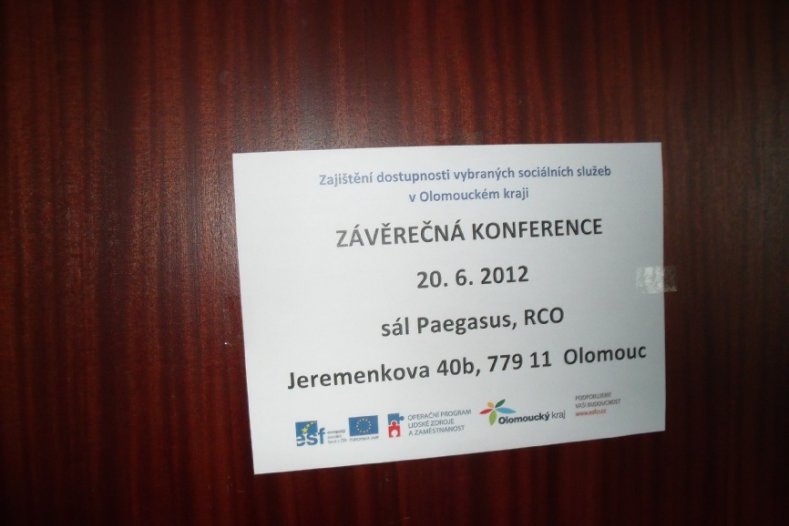 Zajištění dostupnosti vybraných sociálních služeb
v Olomouckém kraji
ZÁVĚREČNÁ KONFERENCE
20. 6. 2012
sál Paegasus, RCO
Jeremenkova 40b, 779 11 Olomouc
esf
OPERAČNÍ PROGRAM
LIDSKÉ ZDROJE
A ZAMĚSTNANOST
Olomoucký kraj
PODPORUJEME
VAŠI BUDOUCNOST
www.esfcr.cz